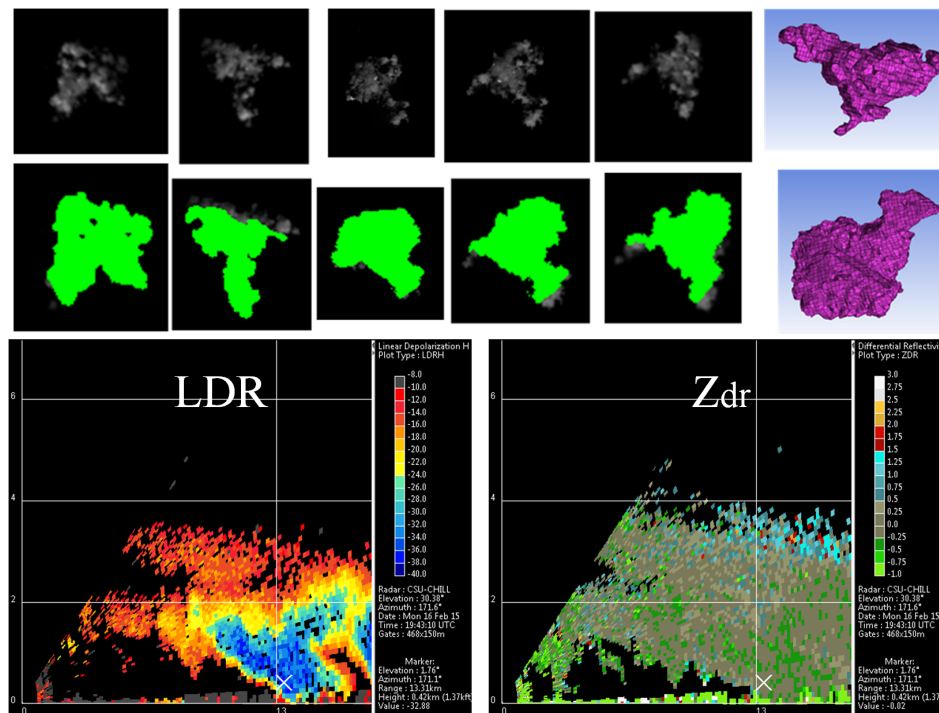 Linear Depolarization H
Plot Type : LDRH
LDR
-8.0
-10.0
-12.0
-14.0
-16.0
-18.0
-20.0
-22.0
-24.0
-26.0
-28.0
-30.0
-32.0
-34.0
-36.0
-38.0
-40.0
6
4
2
0
0
13
Radar : CSU-CHILL
Elevation : 30.38°
Azimuth : 171.6°
Date : Mon 16 Feb 15
Time : 19:43:10 UTC
Gates : 468x150m
Marker:
Elevation : 1.76°
Azimuth : 171.1°
Range : 13.31km
Height : 0.42km (1.37kft
Value : -32.88
Differential Reflectivi
Plot Type : ZDR
Zdr
3.0
2.75
2.5
2.25
2.0
1.75
1.5
1.25
1.0
0.75
0.5
0.25
0.0
-0.25
-0.5
-0.75
-1.0
6
4
2
0
0
13
Radar : CSU-CHILL
Elevation : 30.38°
Azimuth : 171.6°
Date : Mon 16 Feb 15
Time : 19:43:10 UTC
Gates : 468x150m
Marker:
Elevation : 1.76°
Azimuth : 171.1°
Range : 13.31km
Height : 0.42km (1.37
Value : -0.02